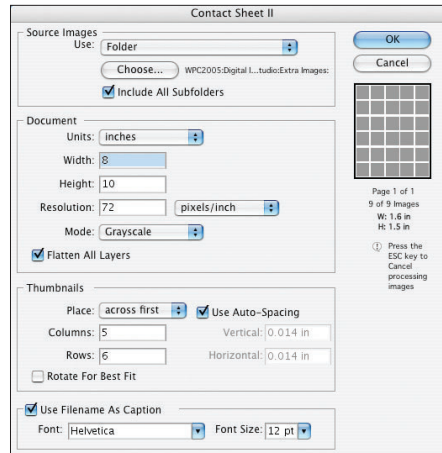 Contact Sheet II
Source Images
Use: Folder
Choose... WPC2005:Digital I...tudio:Extra Images:
Include All Subfolders
Document
Units: inches
Width: 8
Height: 10
Resolution: 72 pixels/inch
Mode: Grayscale
Flatten All Layers
Thumbnails
Place: across first Use Auto-Spacing
Columns: 5 Vertical: 0.014 in
Rows: 6 Horizontal: 0.014 in
Rotate For Best Fit
Use Filename As Caption
Font: Helvetica Font Size: 12 pt
OK
Cancel
Page 1 of 1
9 of 9 Images
W: 1.6 in
H: 1.5 in
Press the
ESC key to
Cancel
processing
images